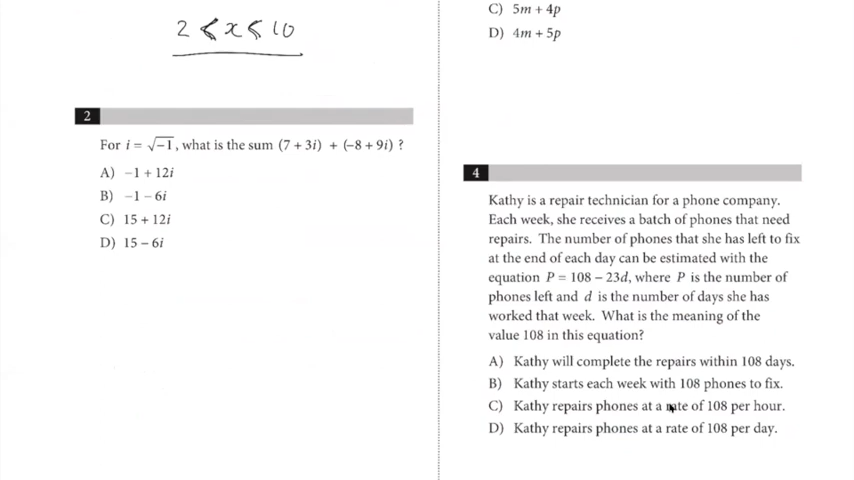 2 ⩽ x ⩽ 10
2
For i = √−1, what is the sum (7 + 3i) + (−8 + 9i) ?
A) −1 + 12i
B) −1 − 6i
C) 15 + 12i
D) 15 − 6i
C) 5m + 4p
D) 4m + 5p
4
Kathy is a repair technician for a phone company.
Each week, she receives a batch of phones that need
repairs. The number of phones that she has left to fix
at the end of each day can be estimated with the
equation P = 108 − 23d, where P is the number of
phones left and d is the number of days she has
worked that week. What is the meaning of the
value 108 in this equation?
A) Kathy will complete the repairs within 108 days.
B) Kathy starts each week with 108 phones to fix.
C) Kathy repairs phones at a rate of 108 per hour.
D) Kathy repairs phones at a rate of 108 per day.